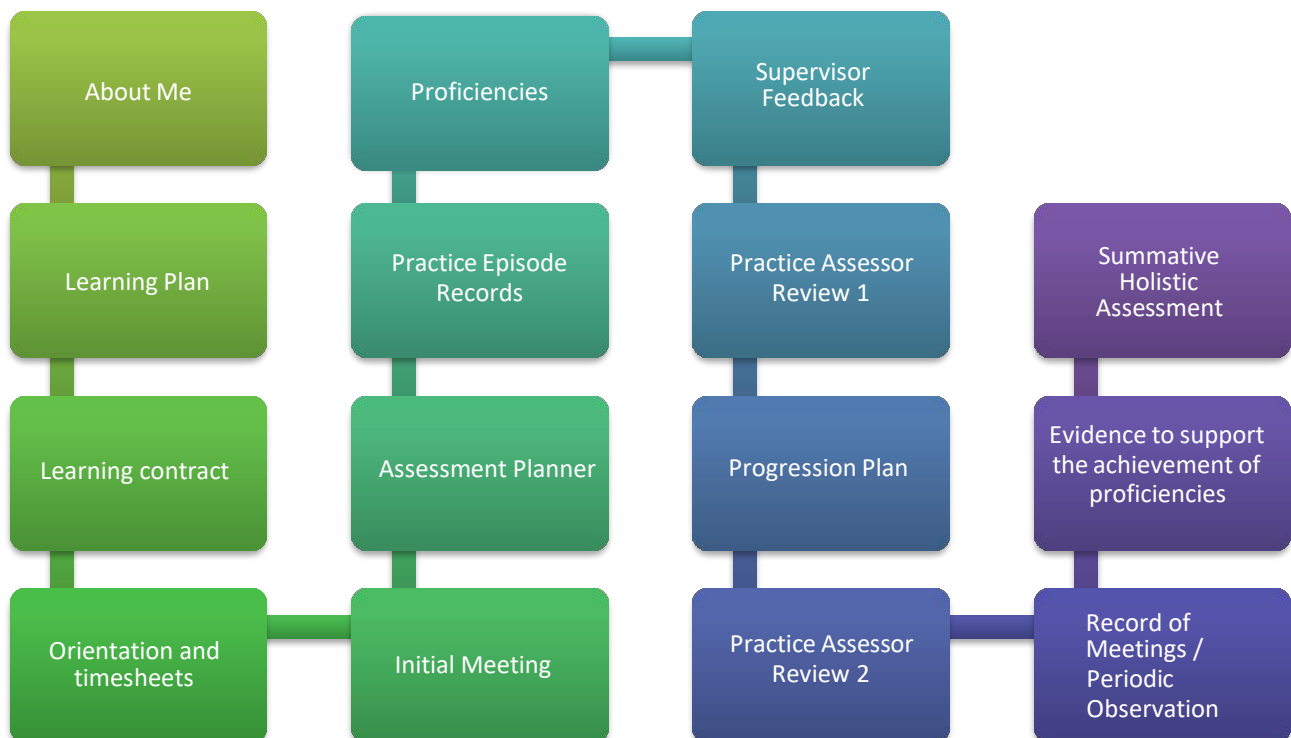 About Me
Learning Plan
Learning contract
Orientation and
timesheets
Initial Meeting
Assessment Planner
Practice Episode
Records
Proficiencies
Supervisor
Feedback
Practice Assessor
Review 1
Progression Plan
Practice Assessor
Review 2
Record of
Meetings /
Periodic
Observation
Evidence to support
the achievement of
proficiencies
Summative
Holistic
Assessment